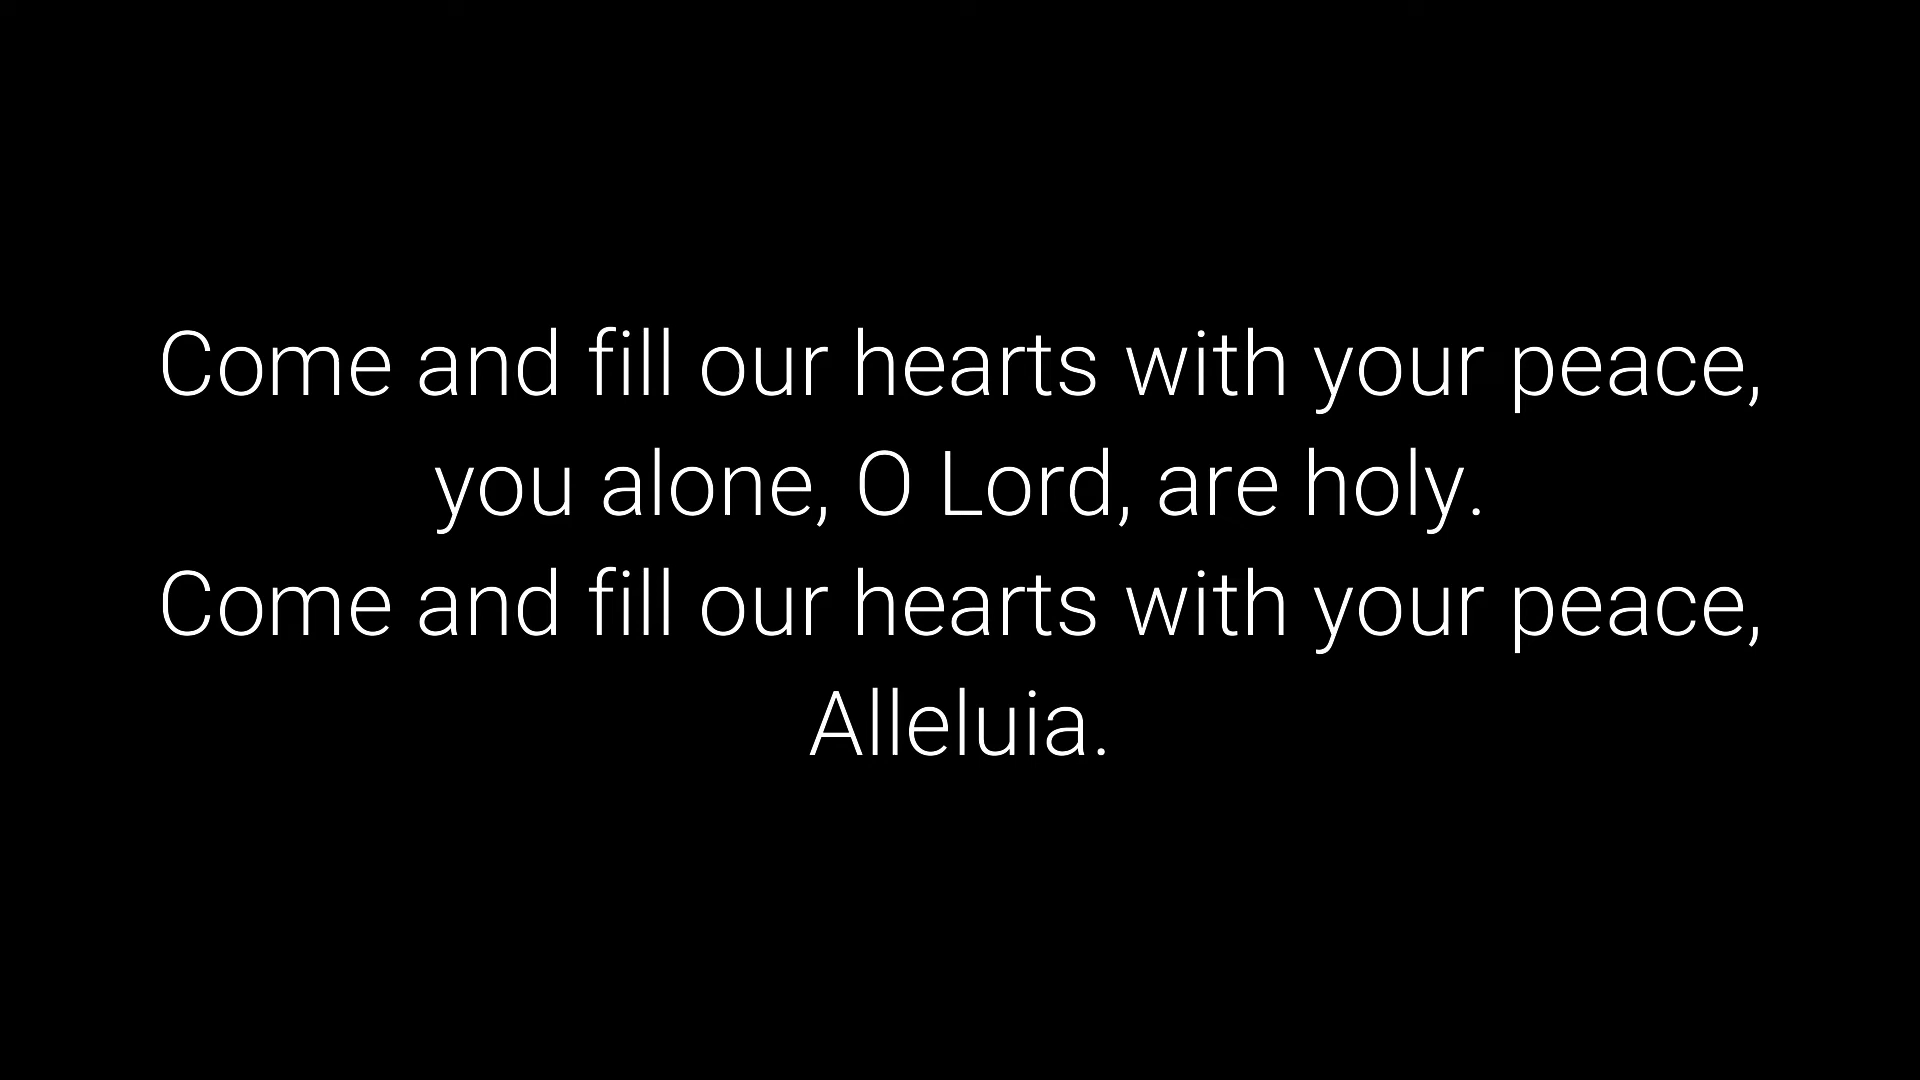 Come and fill our hearts with your peace,
you alone, O Lord, are holy.
Come and fill our hearts with your peace,
Alleluia.